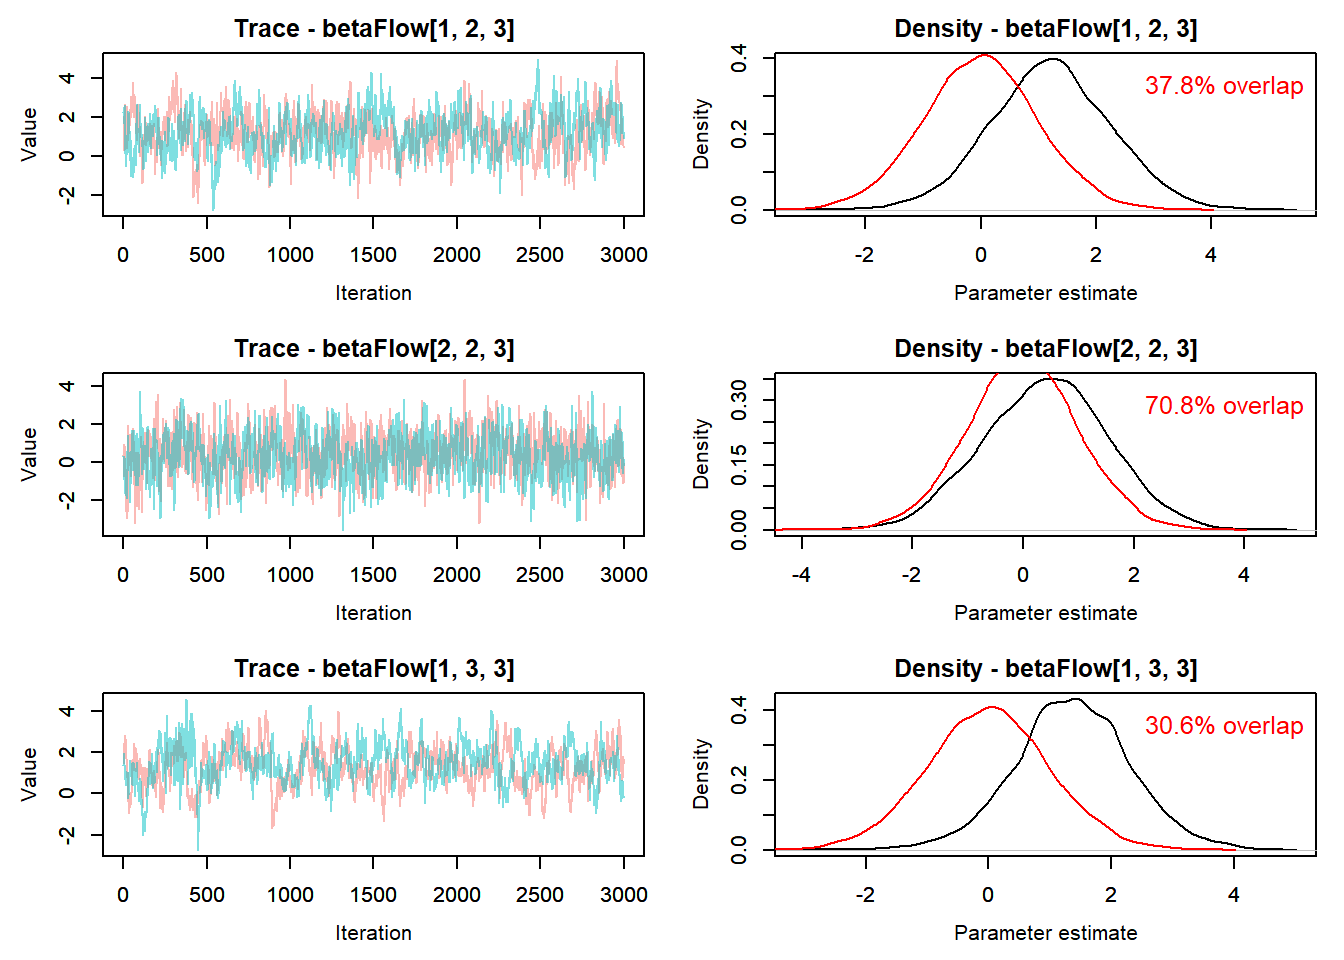 Trace - betaFlow[1, 2, 3]
Value
-2 0 2 4
0 500 1000 1500 2000 2500 3000
Iteration
Density - betaFlow[1, 2, 3]
37.8% overlap
Density
0.0 0.2 0.4
-2 0 2 4
Parameter estimate
Trace - betaFlow[2, 2, 3]
Value
-2 0 2 4
0 500 1000 1500 2000 2500 3000
Iteration
Density - betaFlow[2, 2, 3]
70.8% overlap
Density
0.00 0.15 0.30
-4 -2 0 2 4
Parameter estimate
Trace - betaFlow[1, 3, 3]
Value
-2 0 2 4
0 500 1000 1500 2000 2500 3000
Iteration
Density - betaFlow[1, 3, 3]
30.6% overlap
Density
0.0 0.2 0.4
-2 0 2 4
Parameter estimate